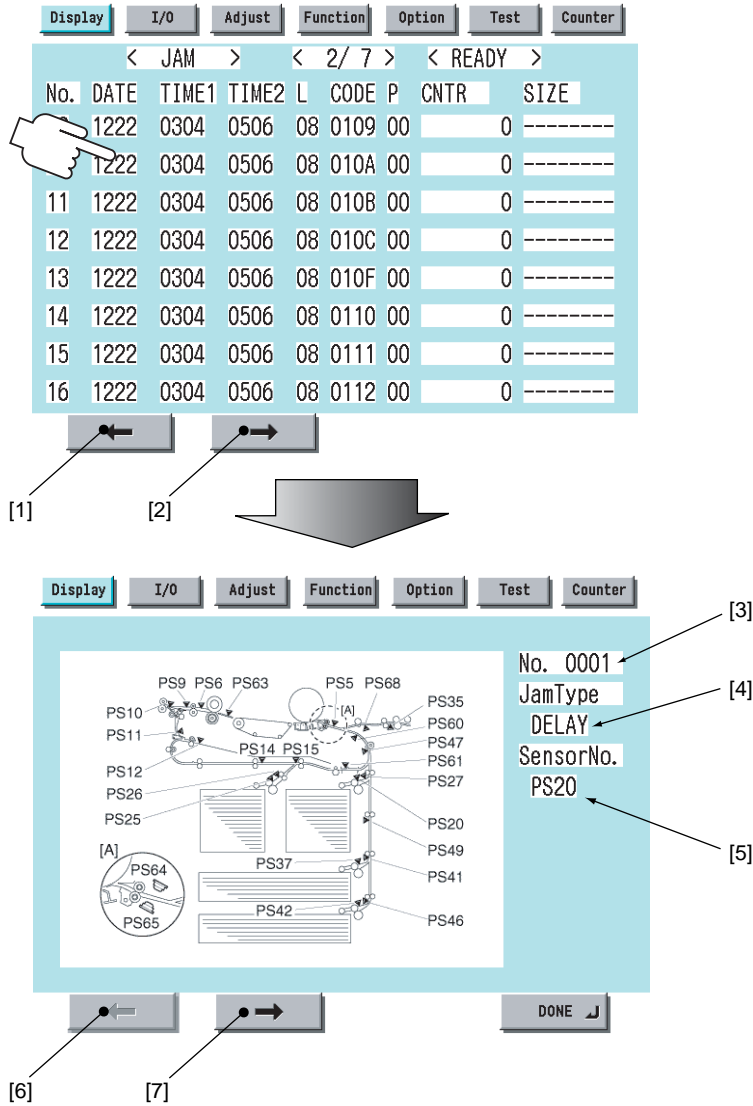 Display I/O Adjust Function Option Test Counter
< JAM > < 2/ 7 > < READY >
No. DATE TIME1 TIME2 L CODE P CNTR SIZE
1222 0304 0506 08 0109 00 0 --------
1222 0304 0506 08 010A 00 0 --------
11 1222 0304 0506 08 010B 00 0 --------
12 1222 0304 0506 08 010C 00 0 --------
13 1222 0304 0506 08 010F 00 0 --------
14 1222 0304 0506 08 0110 00 0 --------
15 1222 0304 0506 08 0111 00 0 --------
16 1222 0304 0506 08 0112 00 0 --------
[1] [2]
Display I/O Adjust Function Option Test Counter
[3]
No. 0001
[4]
JamType
DELAY
SensorNo.
PS20
[5]
PS9 PS6 PS63 PS5 PS68
PS10 [A] PS35
PS11 PS60
PS47
PS14 PS15
PS12 PS61
PS26 PS27
PS25 PS20
[A] PS49
PS64 PS37 PS41
PS65 PS42 PS46
DONE
[6] [7]